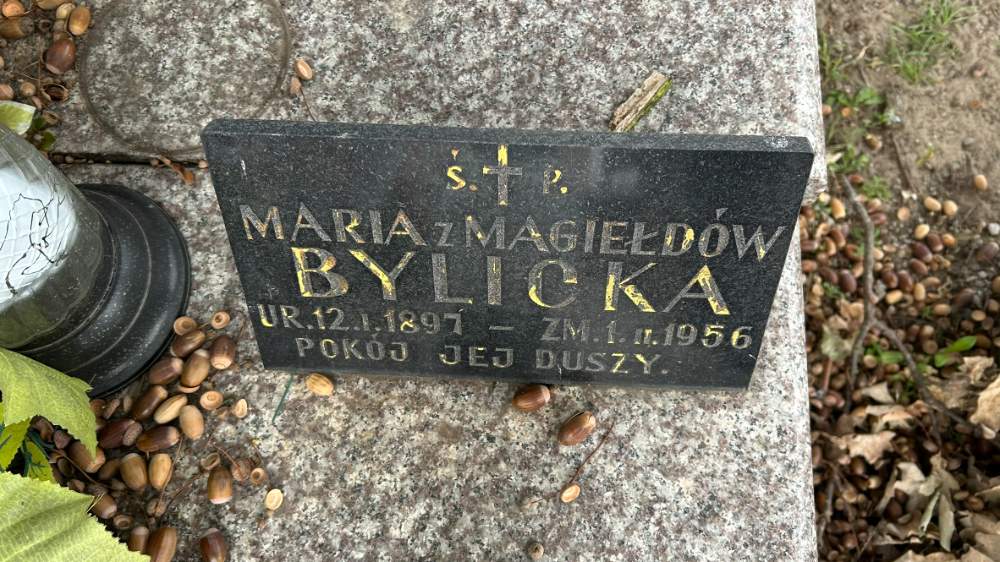 Ś. P.
MARIA z MAGIEŁDÓW
BYLICKA
UR.12.I.1897 — ZM.1.II.1956
POKÓJ JEJ DUSZY.